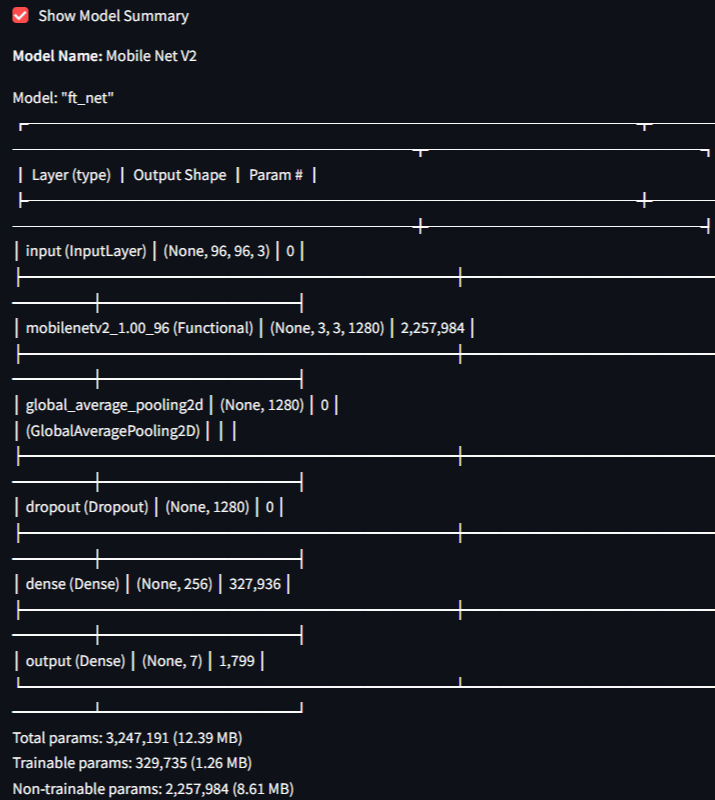 Show Model Summary
Model Name: Mobile Net V2
Model: "ft_net"
┃ Layer (type) ┃ Output Shape ┃ Param # ┃
│ input (InputLayer) │ (None, 96, 96, 3) │ 0 │
│ mobilenetv2_1.00_96 (Functional) │ (None, 3, 3, 1280) │ 2,257,984 │
│ global_average_pooling2d │ (None, 1280) │ 0 │
│ (GlobalAveragePooling2D) │ │ │
│ dropout (Dropout) │ (None, 1280) │ 0 │
│ dense (Dense) │ (None, 256) │ 327,936 │
│ output (Dense) │ (None, 7) │ 1,799 │
Total params: 3,247,191 (12.39 MB)
Trainable params: 329,735 (1.26 MB)
Non-trainable params: 2,257,984 (8.61 MB)